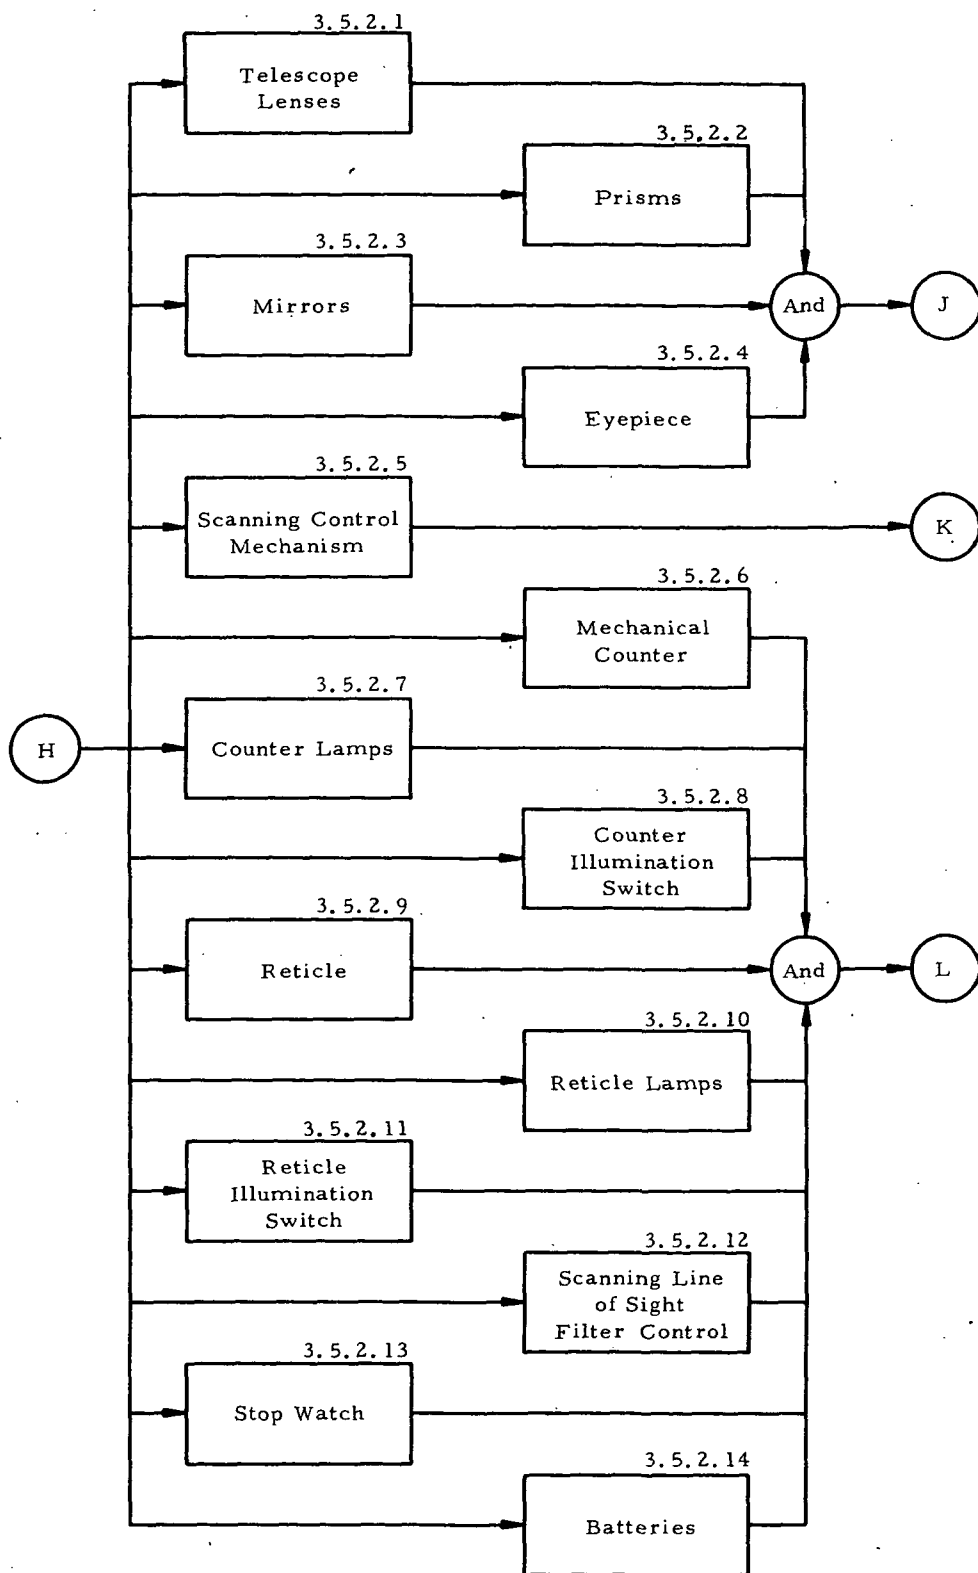 3.5.2.1
Telescope
Lenses
3.5.2.2
Prisms
3.5.2.3
Mirrors
And
J
3.5.2.4
Eyepiece
3.5.2.5
Scanning Control
Mechanism
K
3.5.2.6
Mechanical
Counter
3.5.2.7
H
Counter Lamps
3.5.2.8
Counter
Illumination
Switch
3.5.2.9
Reticle
And
L
3.5.2.10
Reticle Lamps
3.5.2.11
Reticle
Illumination
Switch
3.5.2.12
Scanning Line
of Sight
Filter Control
3.5.2.13
Stop Watch
3.5.2.14
Batteries